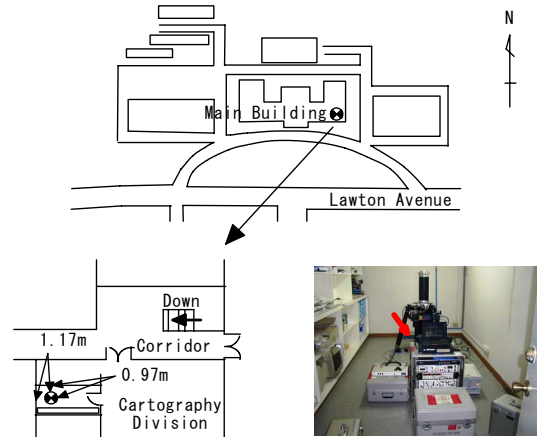 N
Main Building
Lawton Avenue
Down
1.17m
Corridor
0.97m
Cartography
Division